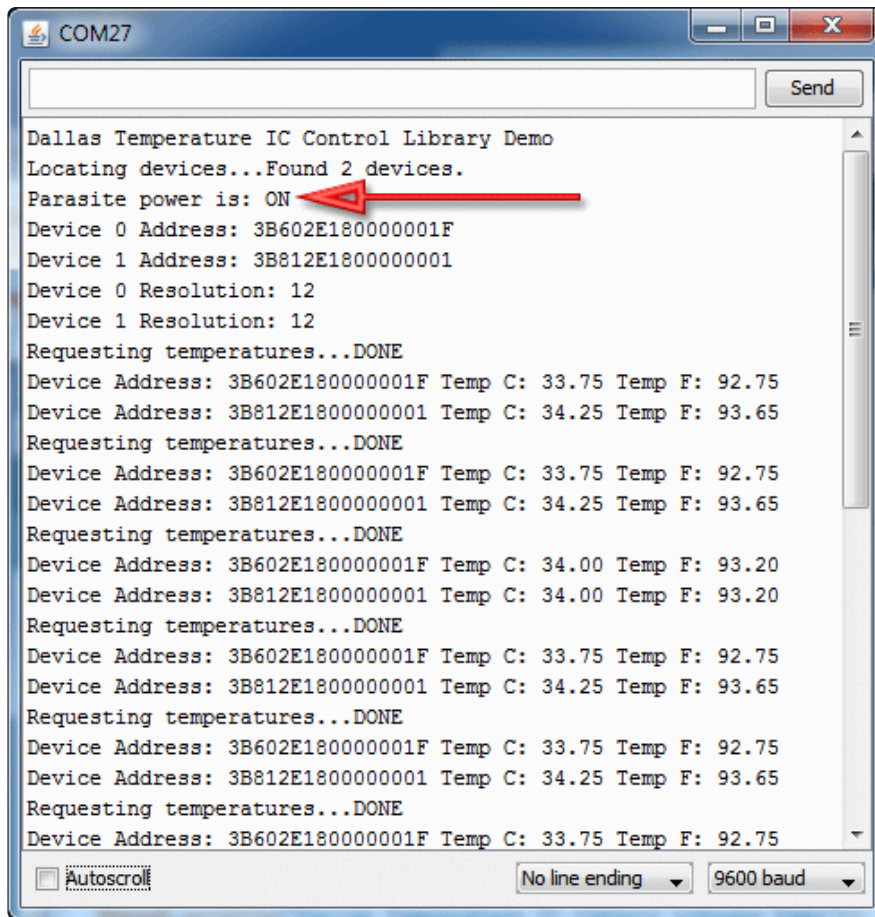 COM27
Send
Dallas Temperature IC Control Library Demo
Locating devices...Found 2 devices.
Parasite power is: ON
Device 0 Address: 3B602E180000001F
Device 1 Address: 3B812E1800000001
Device 0 Resolution: 12
Device 1 Resolution: 12
Requesting temperatures...DONE
Device Address: 3B602E180000001F Temp C: 33.75 Temp F: 92.75
Device Address: 3B812E1800000001 Temp C: 34.25 Temp F: 93.65
Requesting temperatures...DONE
Device Address: 3B602E180000001F Temp C: 33.75 Temp F: 92.75
Device Address: 3B812E1800000001 Temp C: 34.25 Temp F: 93.65
Requesting temperatures...DONE
Device Address: 3B602E180000001F Temp C: 34.00 Temp F: 93.20
Device Address: 3B812E1800000001 Temp C: 34.00 Temp F: 93.20
Requesting temperatures...DONE
Device Address: 3B602E180000001F Temp C: 33.75 Temp F: 92.75
Device Address: 3B812E1800000001 Temp C: 34.25 Temp F: 93.65
Requesting temperatures...DONE
Device Address: 3B602E180000001F Temp C: 33.75 Temp F: 92.75
Device Address: 3B812E1800000001 Temp C: 34.25 Temp F: 93.65
Requesting temperatures...DONE
Device Address: 3B602E180000001F Temp C: 33.75 Temp F: 92.75
Autoscroll No line ending 9600 baud